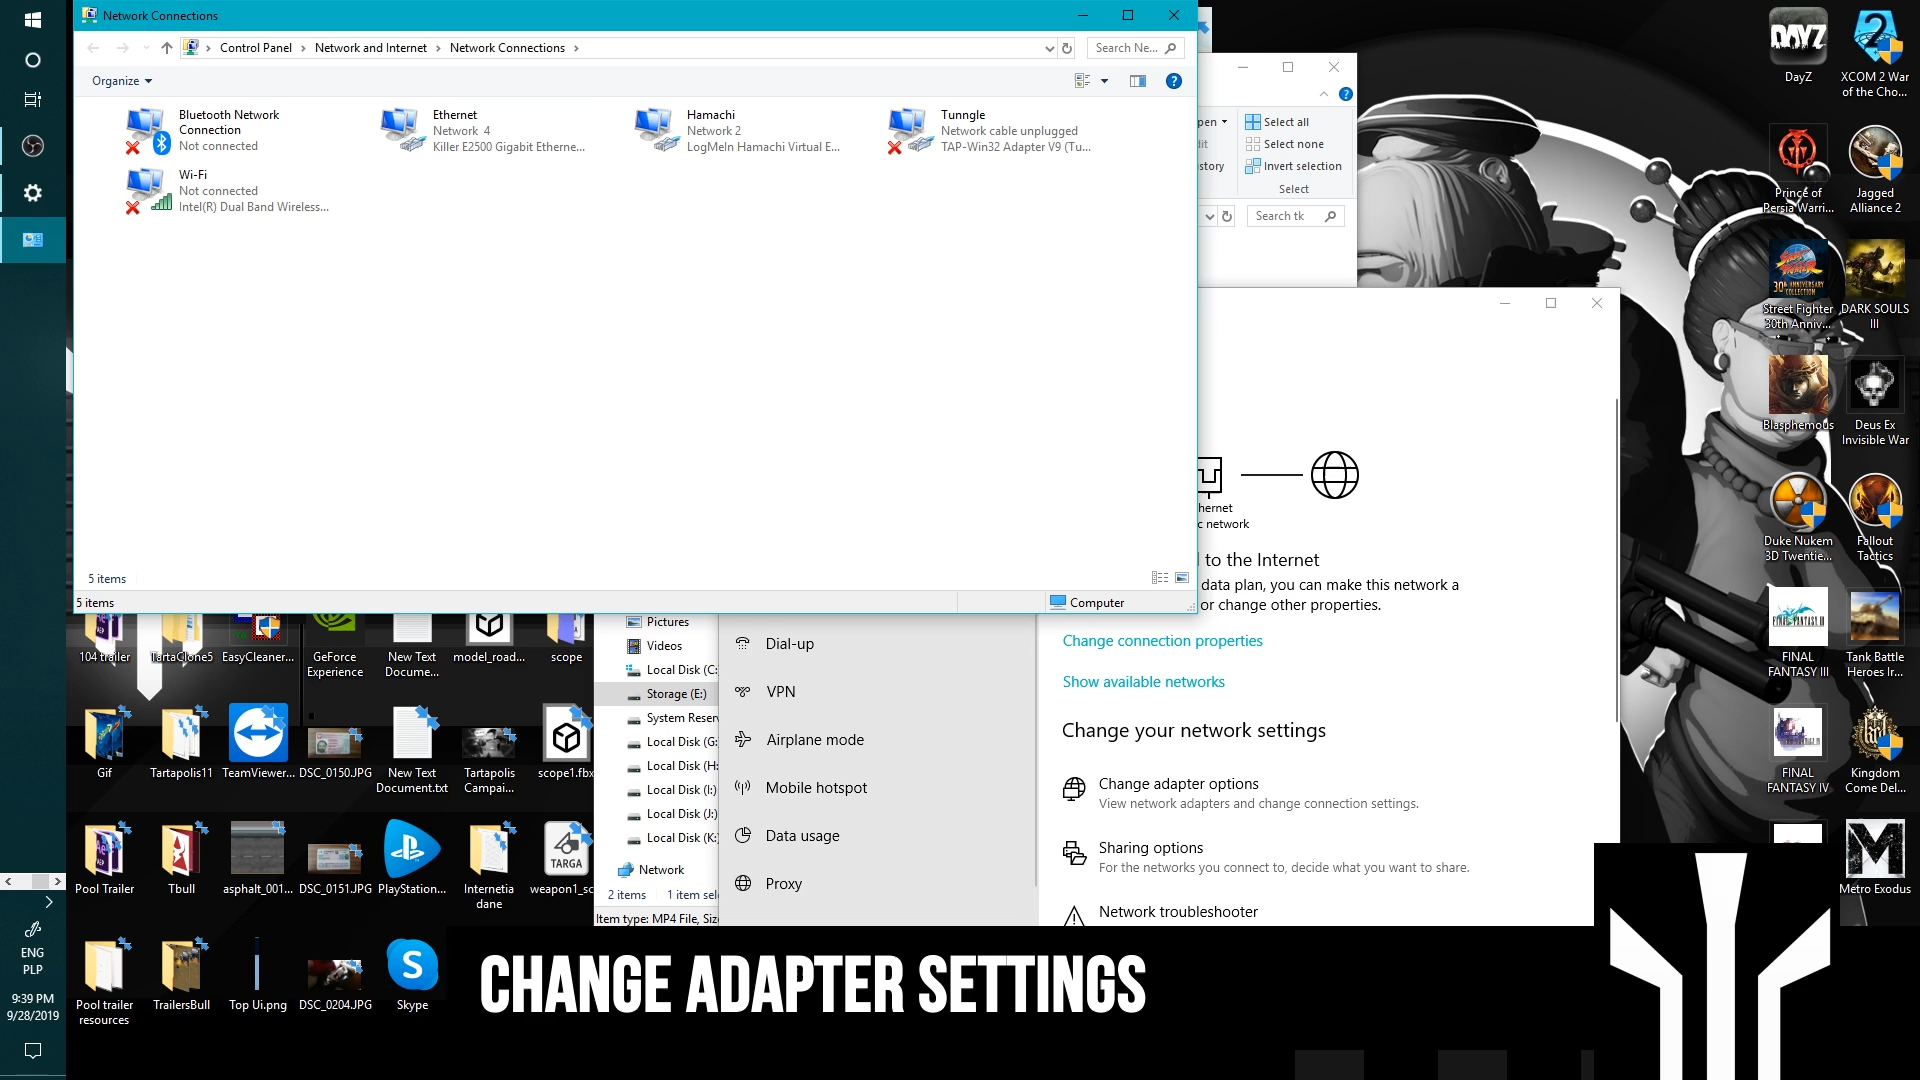 Network Connections
Control Panel
Network and Internet
Network Connections
Search Ne...
Organize
Bluetooth Network
Connection
Not connected
Ethernet
Network 4
Killer E2500 Gigabit Etherne...
Hamachi
Network 2
LogMeIn Hamachi Virtual E...
Tunngle
Network cable unplugged
TAP-Win32 Adapter V9 (Tu...
Wi-Fi
Not connected
Intel(R) Dual Band Wireless...
5 items
5 items
Computer
Select all
Select none
Invert selection
Select
Search tk
hernet
c network
to the Internet
data plan, you can make this network a
or change other properties.
Change connection properties
Show available networks
Change your network settings
Change adapter options
View network adapters and change connection settings.
Sharing options
For the networks you connect to, decide what you want to share.
Network troubleshooter
Dial-up
VPN
Airplane mode
Mobile hotspot
Data usage
Proxy
Pictures
Videos
Local Disk (C:
Storage (E:)
System Reserv
Local Disk (G:
Local Disk (H:
Local Disk (I:)
Local Disk (J:)
Local Disk (K:
Network
2 items
1 item sele
Item type: MP4 File, Siz
104 trailer
TartaClone5
EasyCleaner...
GeForce
Experience
New Text
Docume...
model_road...
scope
Gif
Tartapolis11
TeamViewer...
DSC_0150.JPG
New Text
Document.txt
Tartapolis
Campai...
scope1.fbx
Pool Trailer
Tbull
asphalt_001...
DSC_0151.JPG
PlayStation...
Internetia
dane
TARGA
weapon1_sc
Pool trailer
resources
TrailersBull
Top Ui.png
DSC_0204.JPG
Skype
DAYZ
DayZ
XCOM 2 War
of the Cho...
Prince of
Persia Warri...
Jagged
Alliance 2
Street Fighter
30th Anniv...
DARK SOULS
III
Blasphemous
Deus Ex
Invisible War
Duke Nukem
3D Twentie...
Fallout
Tactics
FINAL
FANTASY III
Tank Battle
Heroes Ir...
FINAL
FANTASY IV
Kingdom
Come Del...
Metro Exodus
ENG
PLP
9:39 PM
9/28/2019
CHANGE ADAPTER SETTINGS